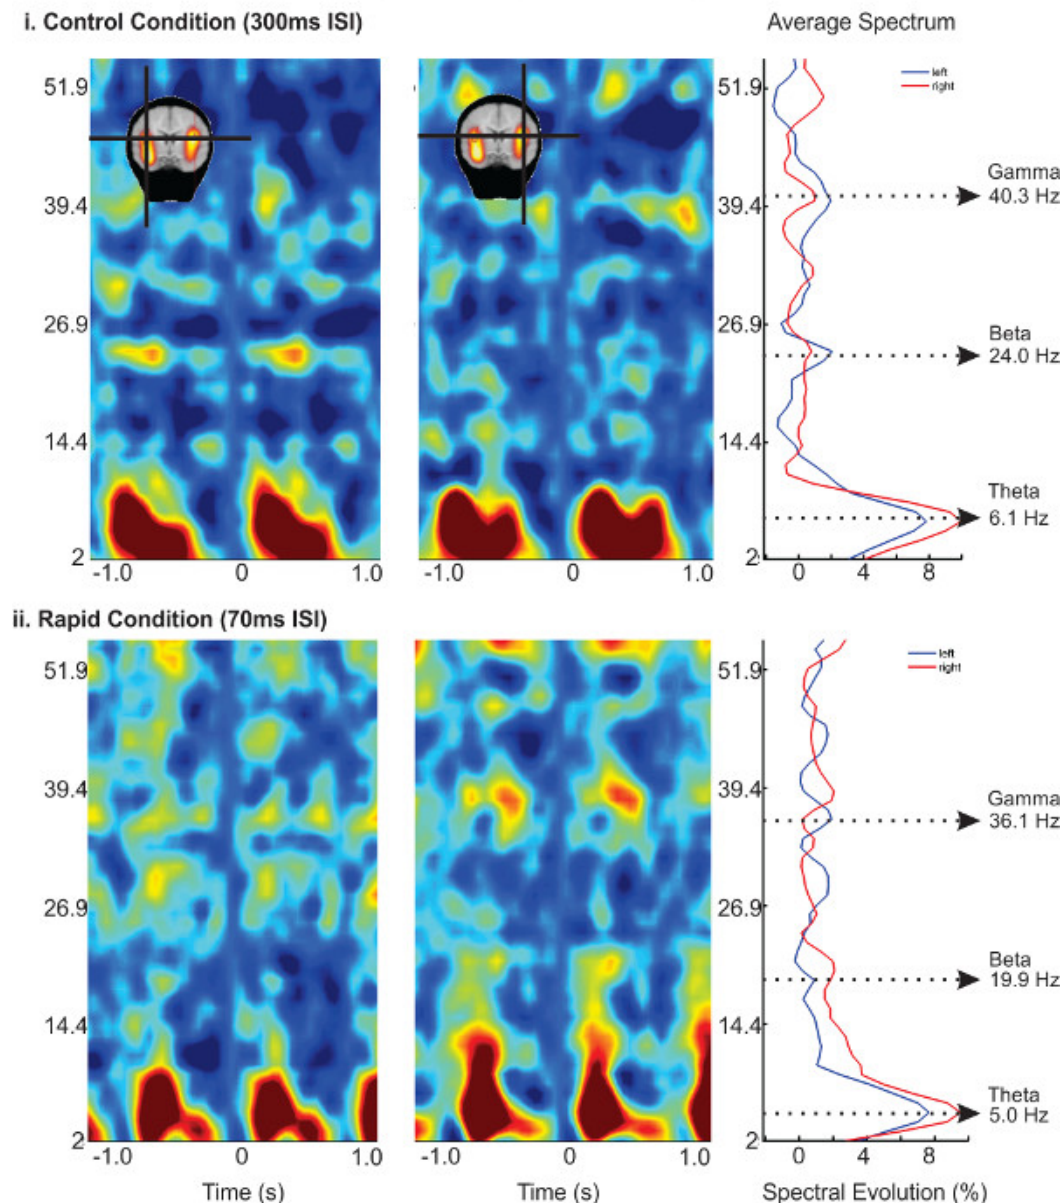 i. Control Condition (300ms ISI)
Average Spectrum
51.9
39.4
26.9
14.4
2
-1.0 0 1.0
-1.0 0 1.0
51.9
39.4
26.9
14.4
2
0 4 8
left
right
Gamma
40.3 Hz
Beta
24.0 Hz
Theta
6.1 Hz
ii. Rapid Condition (70ms ISI)
51.9
39.4
26.9
14.4
2
-1.0 0 1.0
Time (s)
-1.0 0 1.0
Time (s)
51.9
39.4
26.9
14.4
2
0 4 8
Spectral Evolution (%)
left
right
Gamma
36.1 Hz
Beta
19.9 Hz
Theta
5.0 Hz